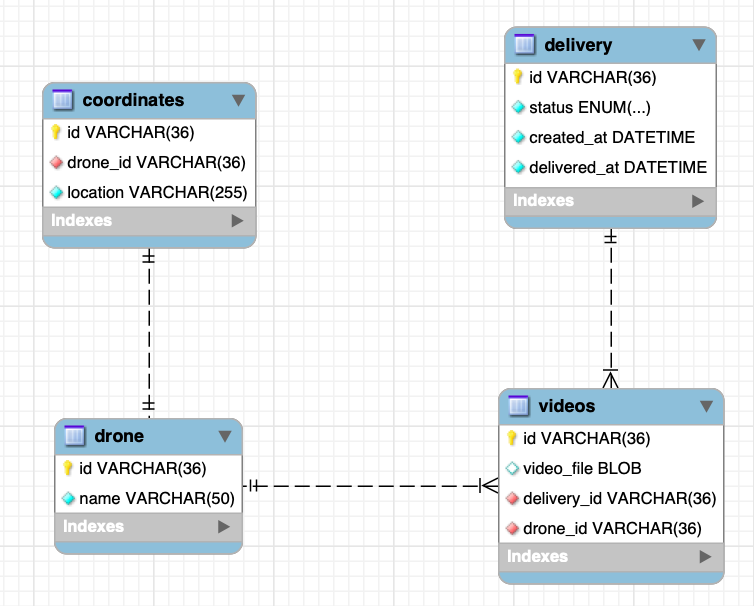 coordinates
id VARCHAR(36)
drone_id VARCHAR(36)
location VARCHAR(255)
Indexes
delivery
id VARCHAR(36)
status ENUM(...)
created_at DATETIME
delivered_at DATETIME
Indexes
drone
id VARCHAR(36)
name VARCHAR(50)
Indexes
videos
id VARCHAR(36)
video_file BLOB
delivery_id VARCHAR(36)
drone_id VARCHAR(36)
Indexes